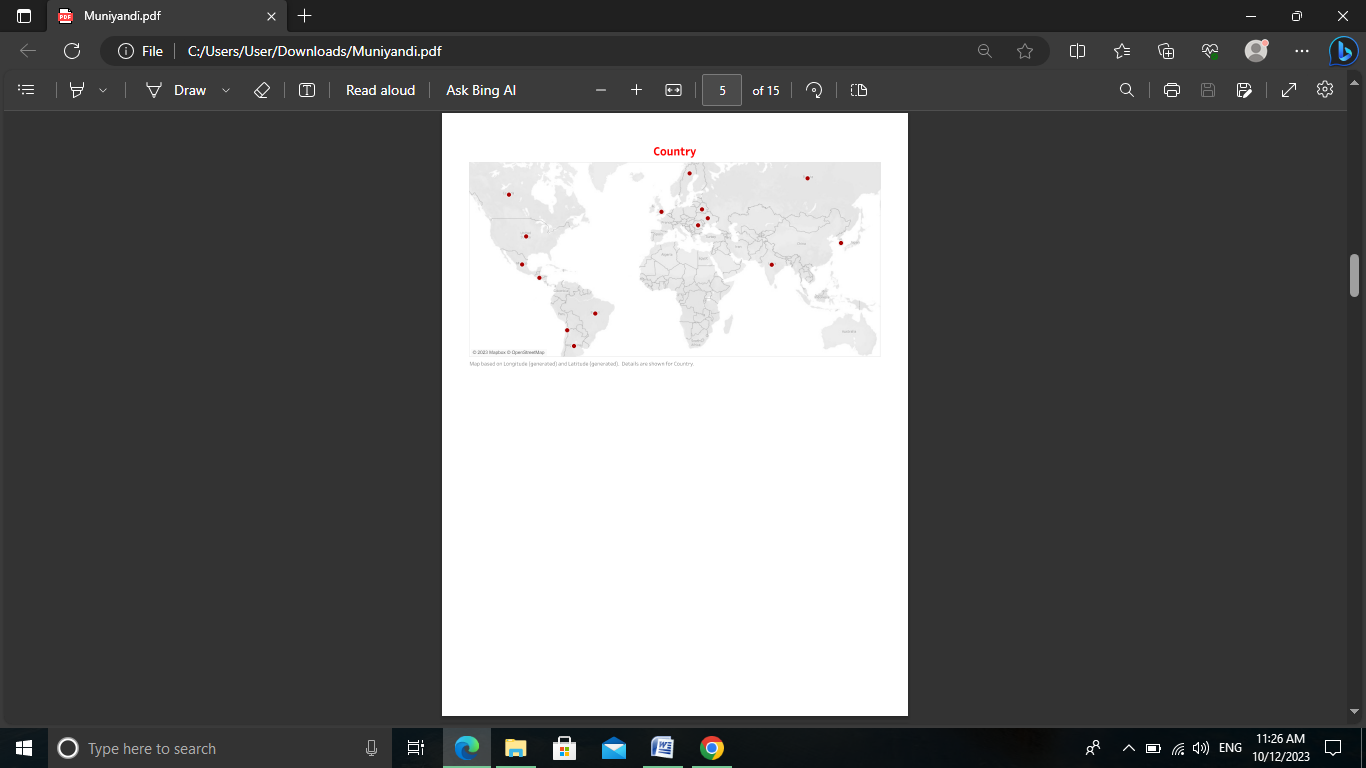 Muniyandi.pdf
File C:/Users/User/Downloads/Muniyandi.pdf
Draw Read aloud Ask Bing AI 5 of 15
Country
© 2023 Mapbox © OpenStreetMap
Map based on Longitude (generated) and Latitude (generated). Details are shown for Country.
Type here to search
ENG
11:26 AM
10/12/2023